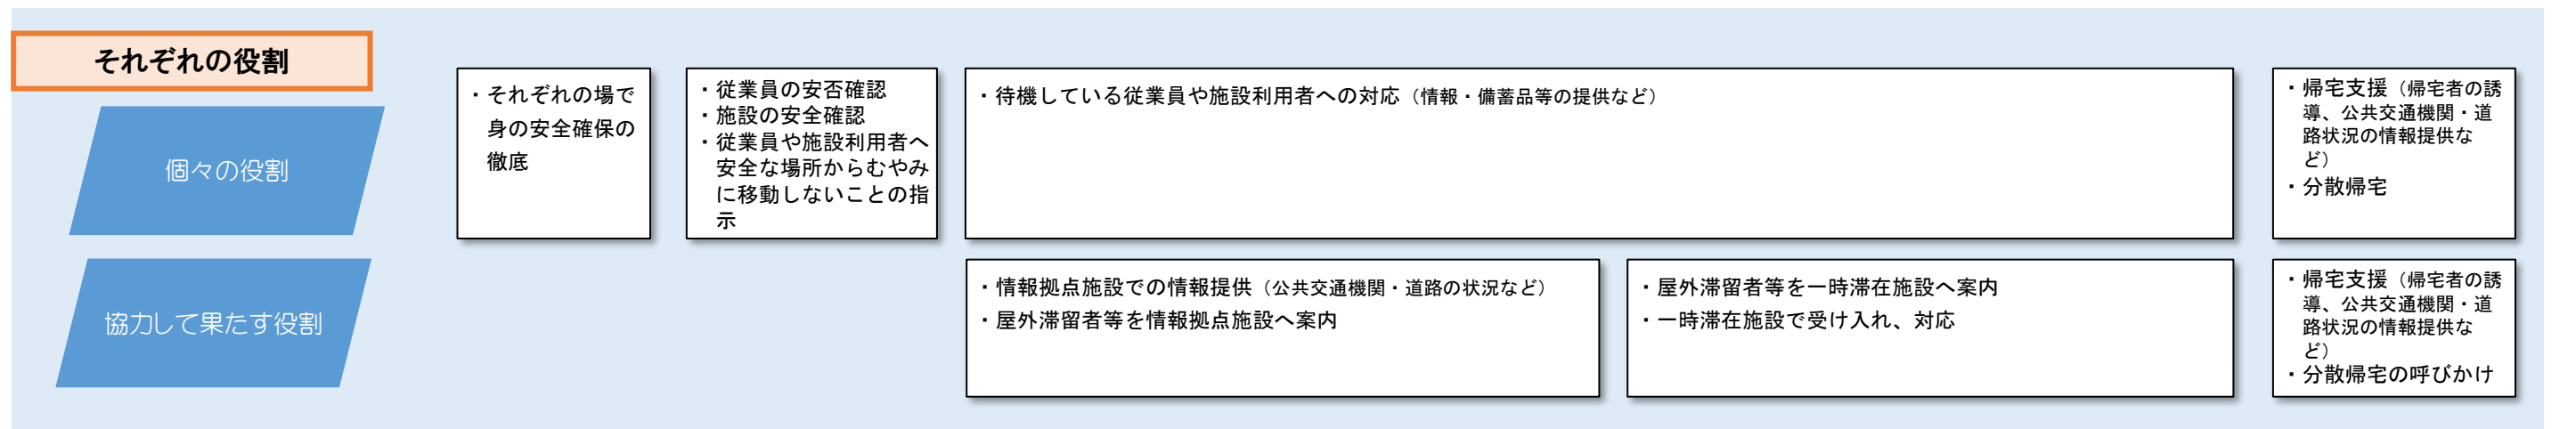 それぞれの役割
個々の役割
・それぞれの場で
身の安全確保の
徹底
・従業員の安否確認
・施設の安全確認
・従業員や施設利用者へ
安全な場所からむやみ
に移動しないことの指
示
・待機している従業員や施設利用者への対応（情報・備蓄品等の提供など）
・帰宅支援（帰宅者の誘
導、公共交通機関・道
路状況の情報提供な
ど）
・分散帰宅
協力して果たす役割
・情報拠点施設での情報提供（公共交通機関・道路の状況など）
・屋外滞留者等を情報拠点施設へ案内
・屋外滞留者等を一時滞在施設へ案内
・一時滞在施設で受け入れ、対応
・帰宅支援（帰宅者の誘
導、公共交通機関・道
路状況の情報提供な
ど）
・分散帰宅の呼びかけ